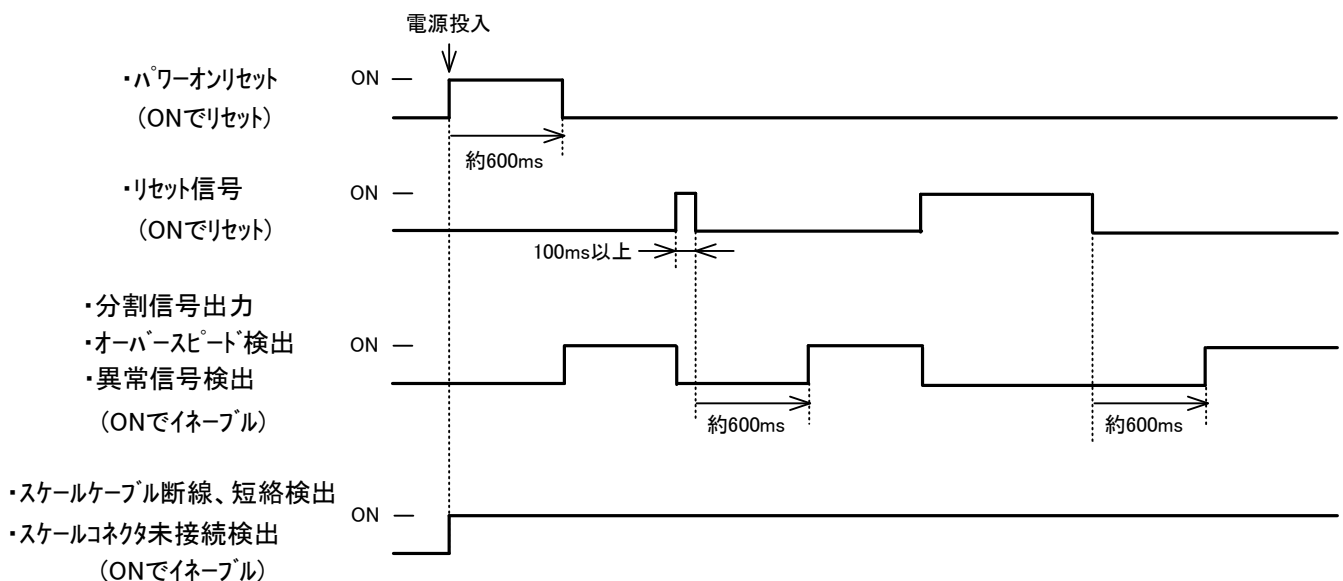 電源投入
・パワーオンリセット
ON
(ONでリセット)
約600ms
・リセット信号
ON
(ONでリセット)
100ms以上
・分割信号出力
・オーバースピード検出
ON
・異常信号検出
(ONでイネーブル)
約600ms
約600ms
・スケールケーブル断線、短絡検出
ON
・スケールコネクタ未接続検出
(ONでイネーブル)